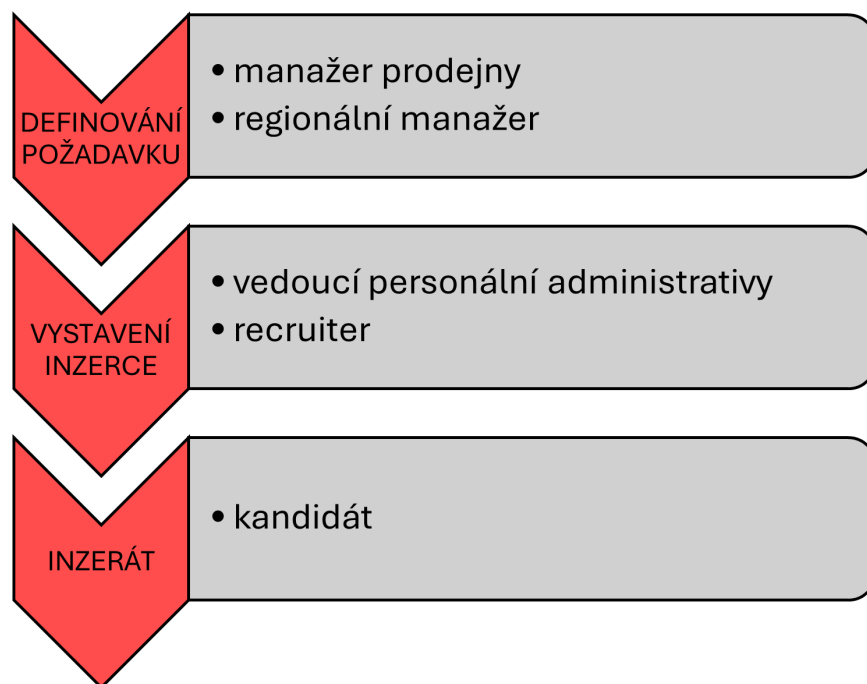 DEFINOVÁNÍ
POŽADAVKU
• manažer prodejny
• regionální manažer
VYSTAVENÍ
INZERCE
• vedoucí personální administrativy
• recruiter
INZERÁT
• kandidát